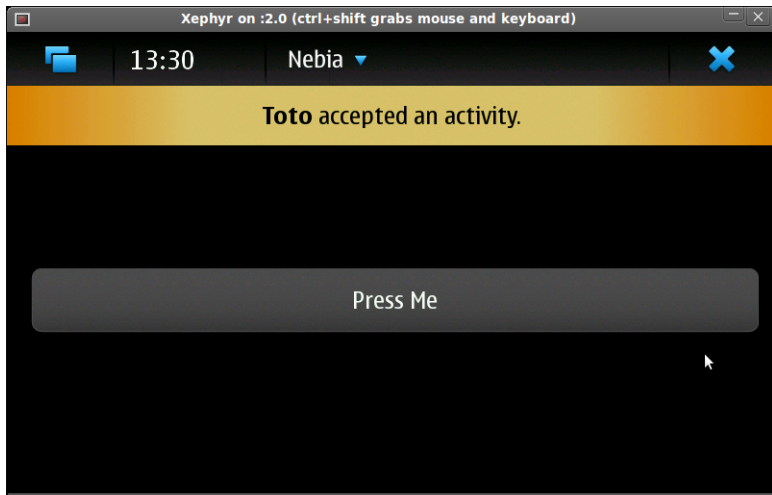 Xephyr on :2.0 (ctrl+shift grabs mouse and keyboard)
13:30 Nebia
Toto accepted an activity.
Press Me